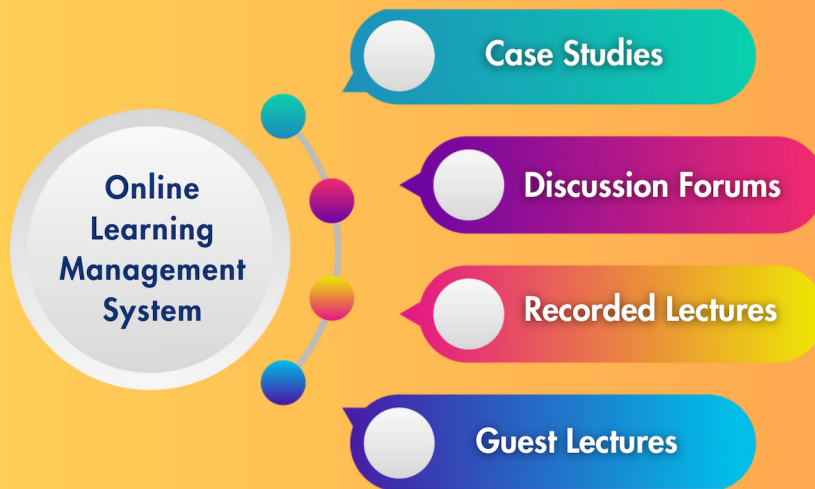 Online
Learning
Management
System
Case Studies
Discussion Forums
Recorded Lectures
Guest Lectures